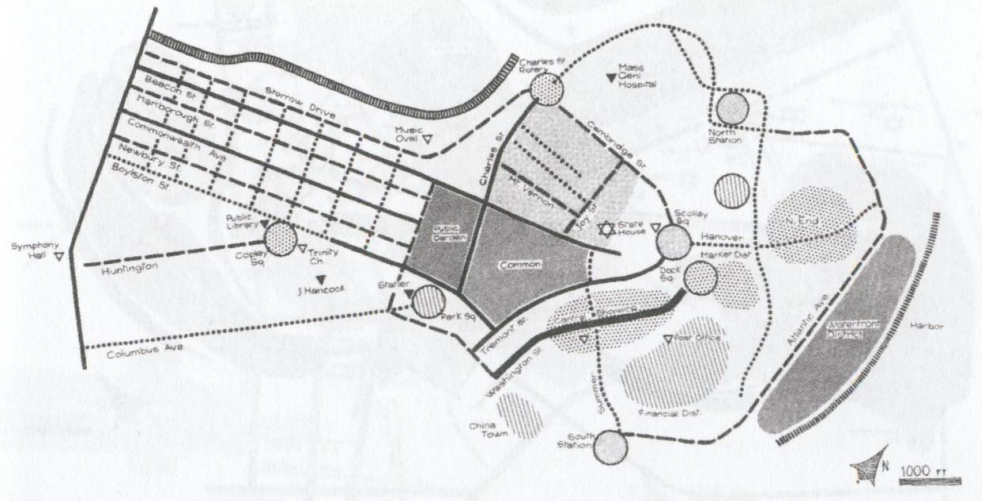 Charles St
Rotary
Mass
Genl
Hospital
Storrow Drive
Beacon St.
Marlborough St.
Commonwealth Ave
Newbury St.
Boylston St.
Music
Oval
Charles St
Cambridge St
North
Station
Mt. Vernon
Joy St
State
House
Scollay
Sq
N. End
Public
Library
Copley
Sq
Trinity
Ch.
Public
Garden
Common
Hanover
Market Dist
Dock
Sq
Symphony
Hall
Huntington
J. Hancock
Statler
Park Sq
Tremont St
Washington St
Post Office
Atlantic Ave
Waterfront
District
Harbor
Columbus Ave
Summer
Financial Dist.
China
Town
South
Station
N
1000 FT